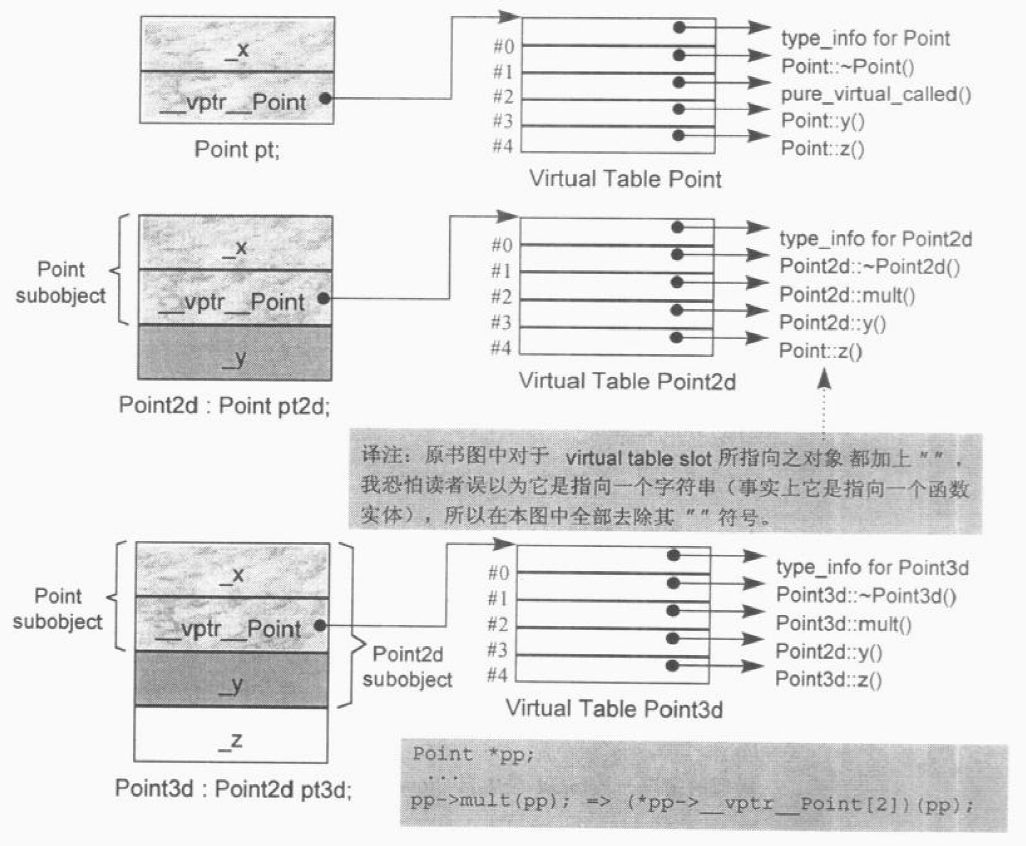 _x
__vptr__Point
Point pt;
#0
#1
#2
#3
#4
type_info for Point
Point::~Point()
pure_virtual_called()
Point::y()
Point::z()
Virtual Table Point
Point
subobject
_x
__vptr__Point
_y
Point2d : Point pt2d;
#0
#1
#2
#3
#4
type_info for Point2d
Point2d::~Point2d()
Point2d::mult()
Point2d::y()
Point::z()
Virtual Table Point2d
译注：原书图中对于 virtual table slot 所指向之对象 都加上 " "，
我恐怕读者误以为它是指向一个字符串（事实上它是指向一个函数
实体），所以在本图中全部去除其 " " 符号。
Point
subobject
_x
__vptr__Point
_y
_z
Point2d
subobject
Point3d : Point2d pt3d;
#0
#1
#2
#3
#4
type_info for Point3d
Point3d::~Point3d()
Point3d::mult()
Point2d::y()
Point3d::z()
Virtual Table Point3d
Point *pp;
...
pp->mult(pp); => (*pp->__vptr__Point[2])(pp);